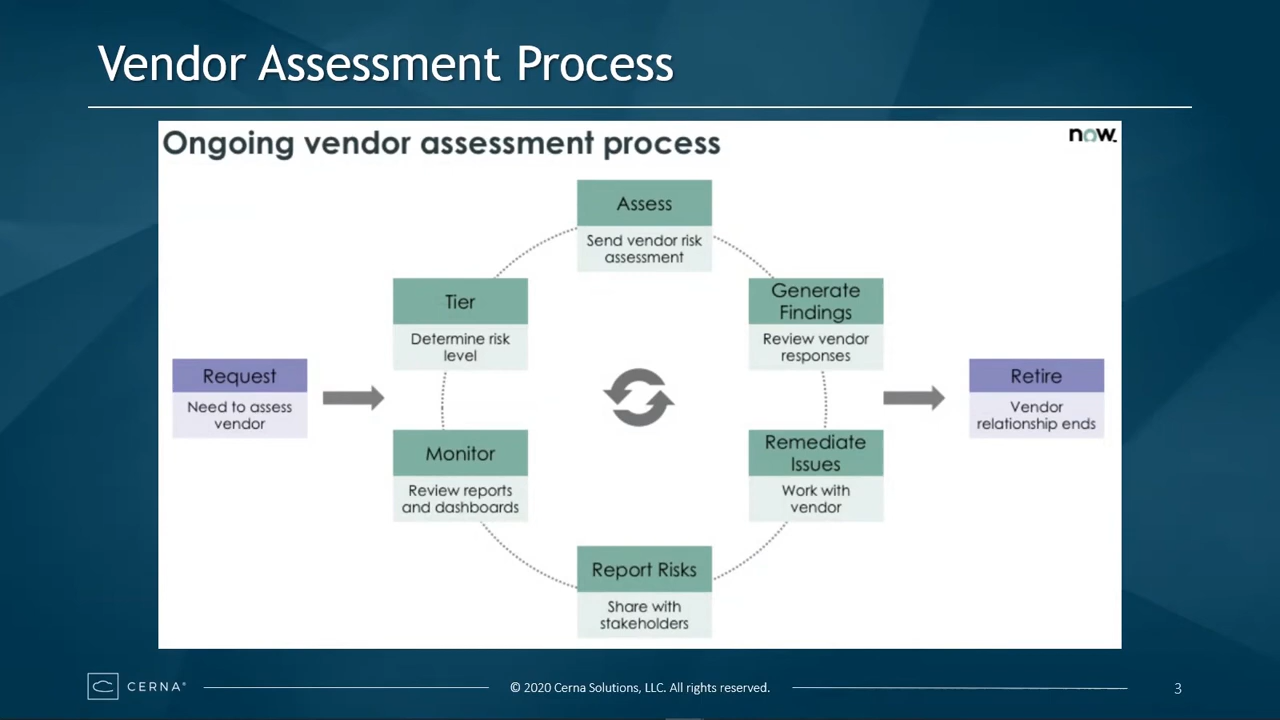 Vendor Assessment Process
Ongoing vendor assessment process
now.
Assess
Send vendor risk
assessment
Tier
Determine risk
level
Generate
Findings
Review vendor
responses
Request
Need to assess
vendor
Retire
Vendor
relationship ends
Monitor
Review reports
and dashboards
Remediate
Issues
Work with
vendor
Report Risks
Share with
stakeholders
CERNA®
© 2020 Cerna Solutions, LLC. All rights reserved.
3